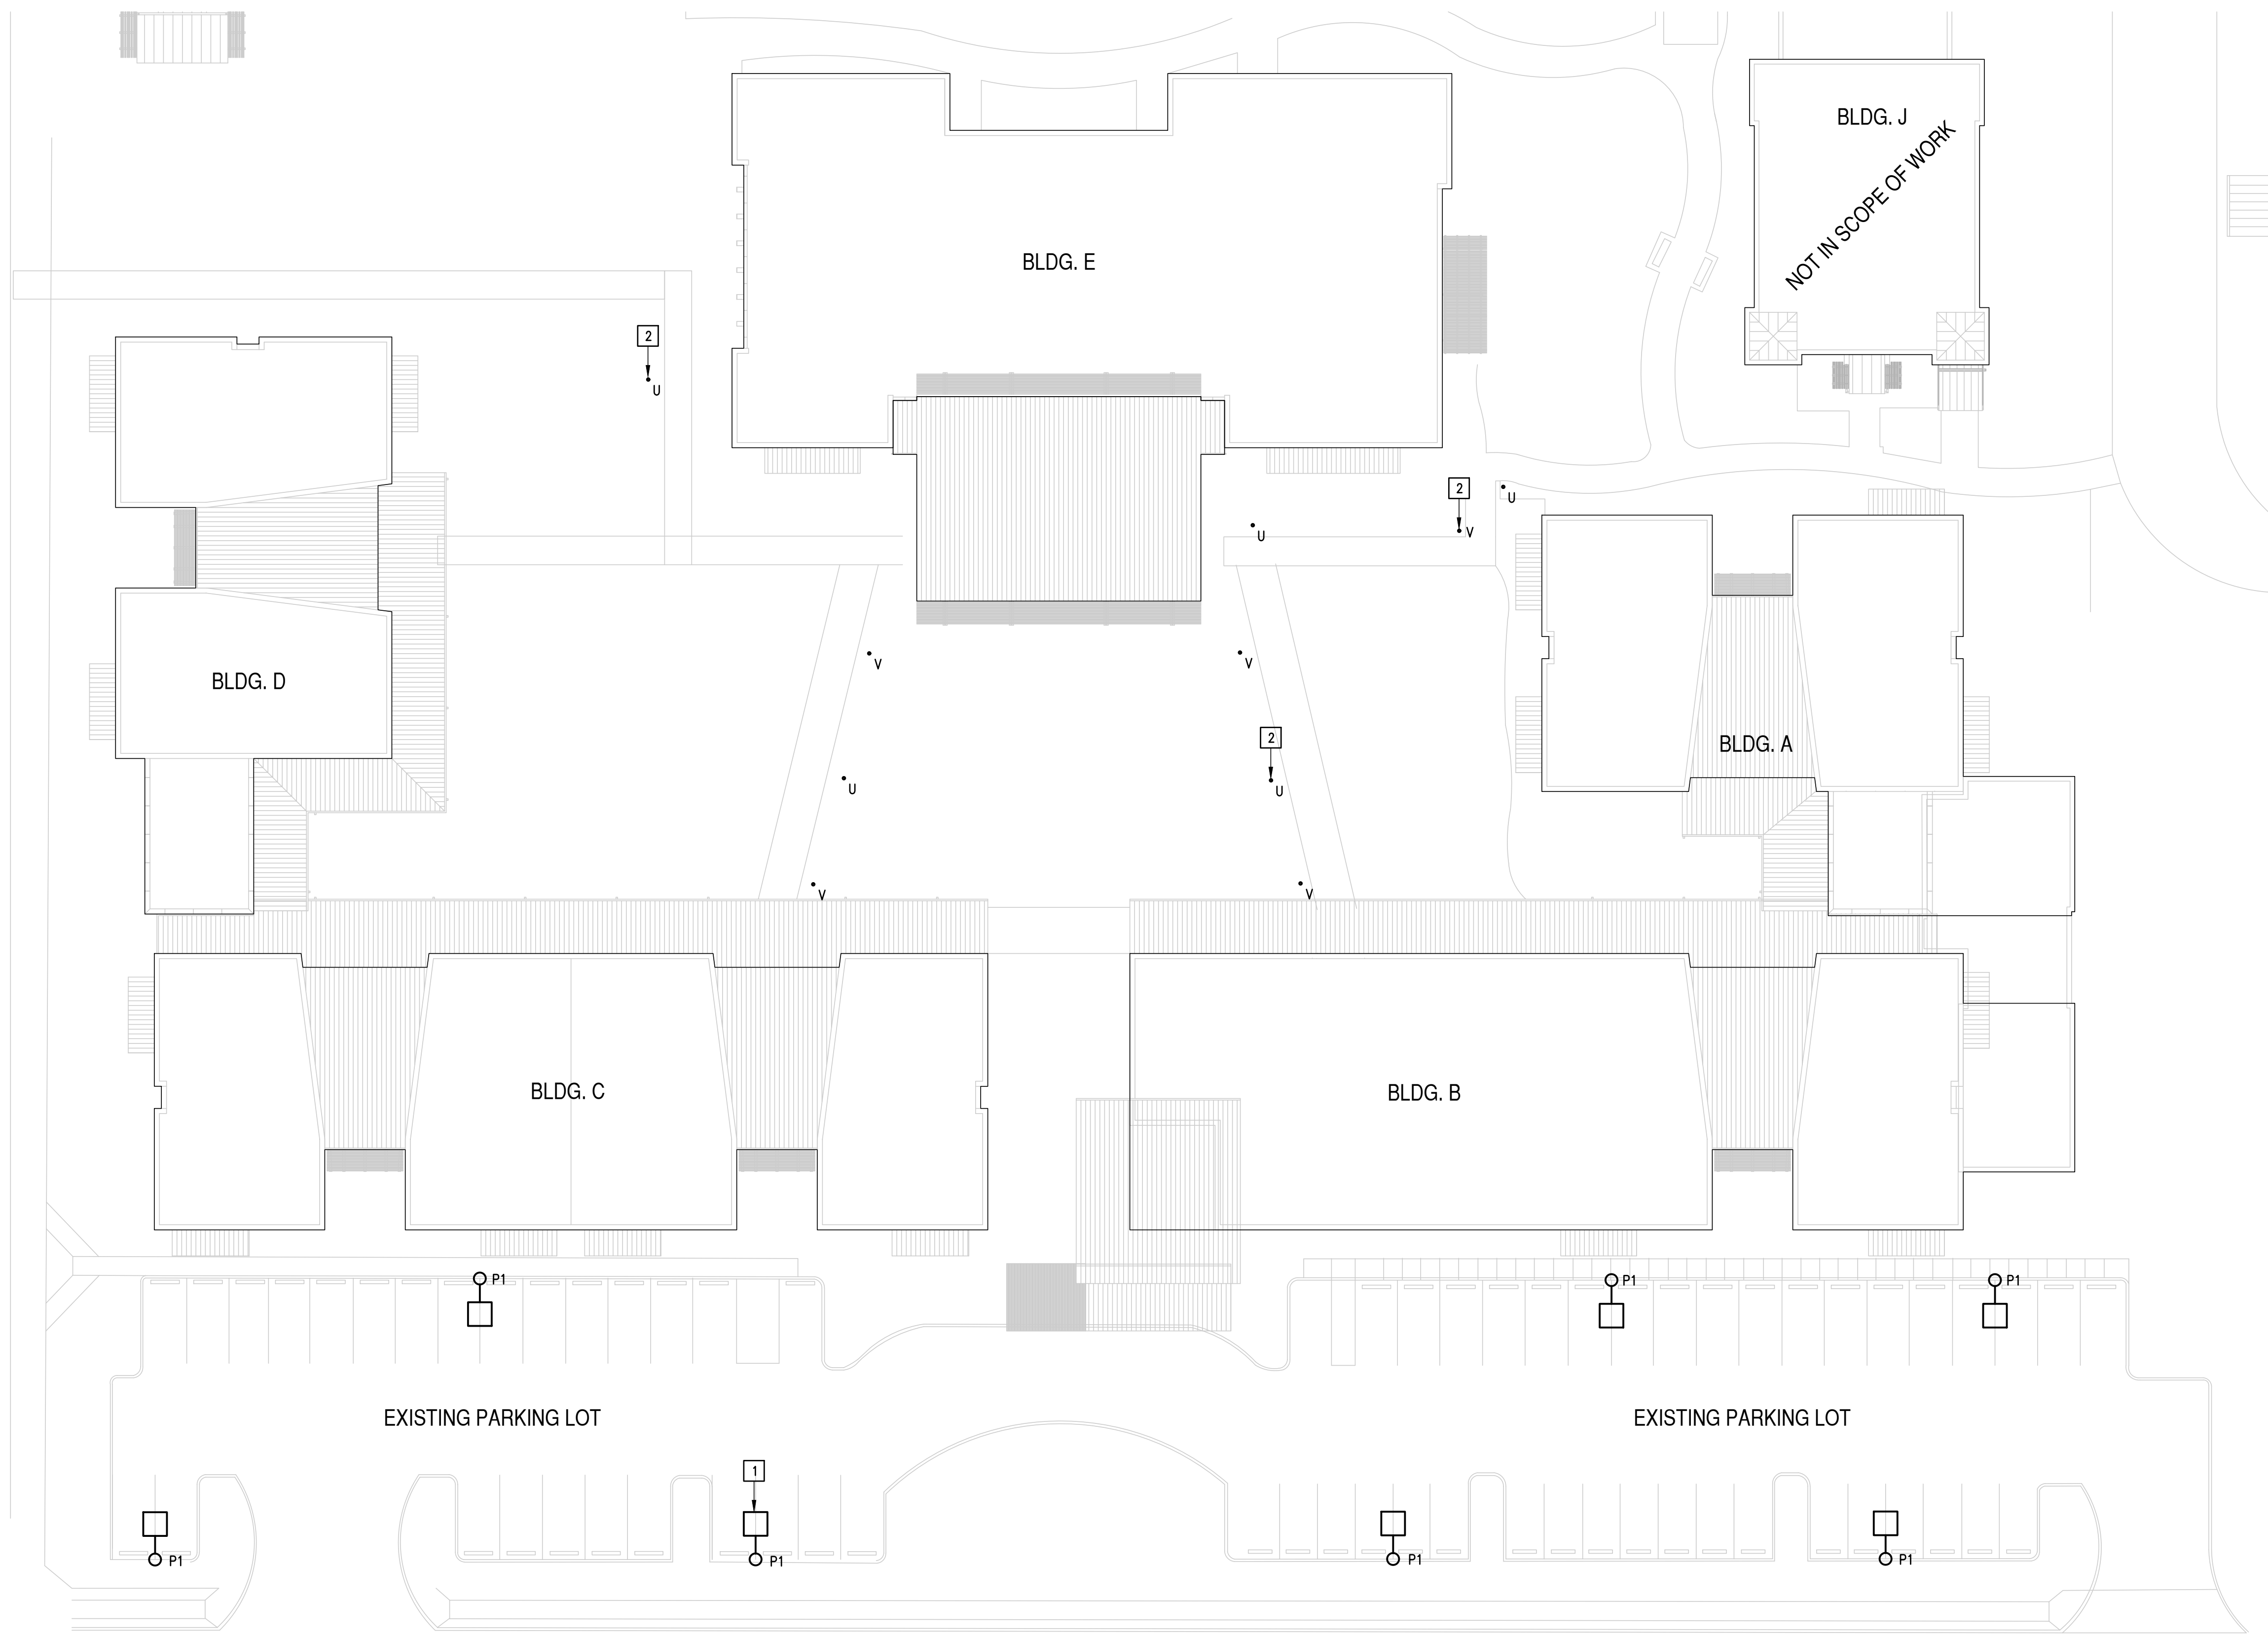 BLDG. J
NOT IN SCOPE OF WORK
BLDG. E
2
U
2
V
U
U
BLDG. D
V
V
BLDG. A
2
U
U
V
V
BLDG. C
BLDG. B
P1
P1
P1
EXISTING PARKING LOT
EXISTING PARKING LOT
1
P1
P1
P1
P1